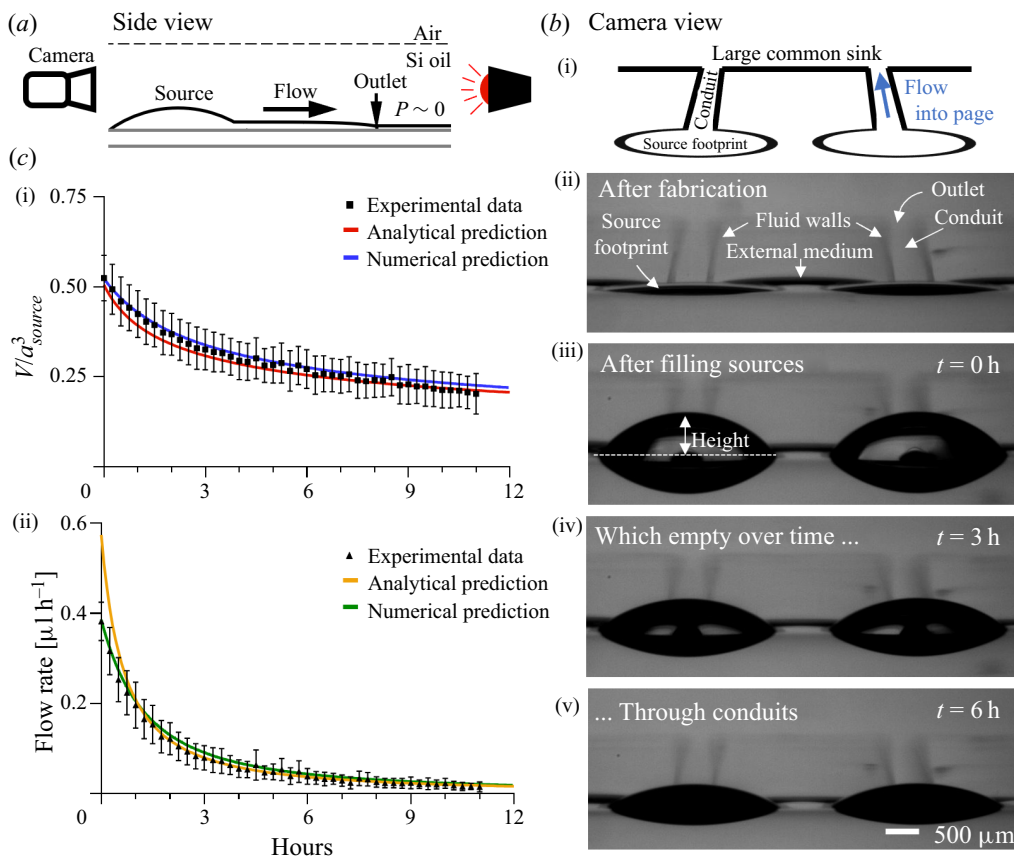 (a) Side view
Air
Camera
Si oil
Outlet
Source
Flow
P ~ 0
(b) Camera view
(i)
Large common sink
Conduit
Flow
into page
Source footprint
(ii)
After fabrication
Outlet
Source
footprint
Fluid walls
Conduit
External medium
(iii)
After filling sources
t = 0 h
Height
(iv)
Which empty over time ...
t = 3 h
(v)
... Through conduits
t = 6 h
500 μm
(c)
(i)
0.75
Experimental data
Analytical prediction
Numerical prediction
0.50
V/a³source
0.25
0
3
6
9
12
(ii)
0.6
Experimental data
Analytical prediction
Numerical prediction
0.4
Flow rate [μl h⁻¹]
0.2
0
3
6
9
12
Hours